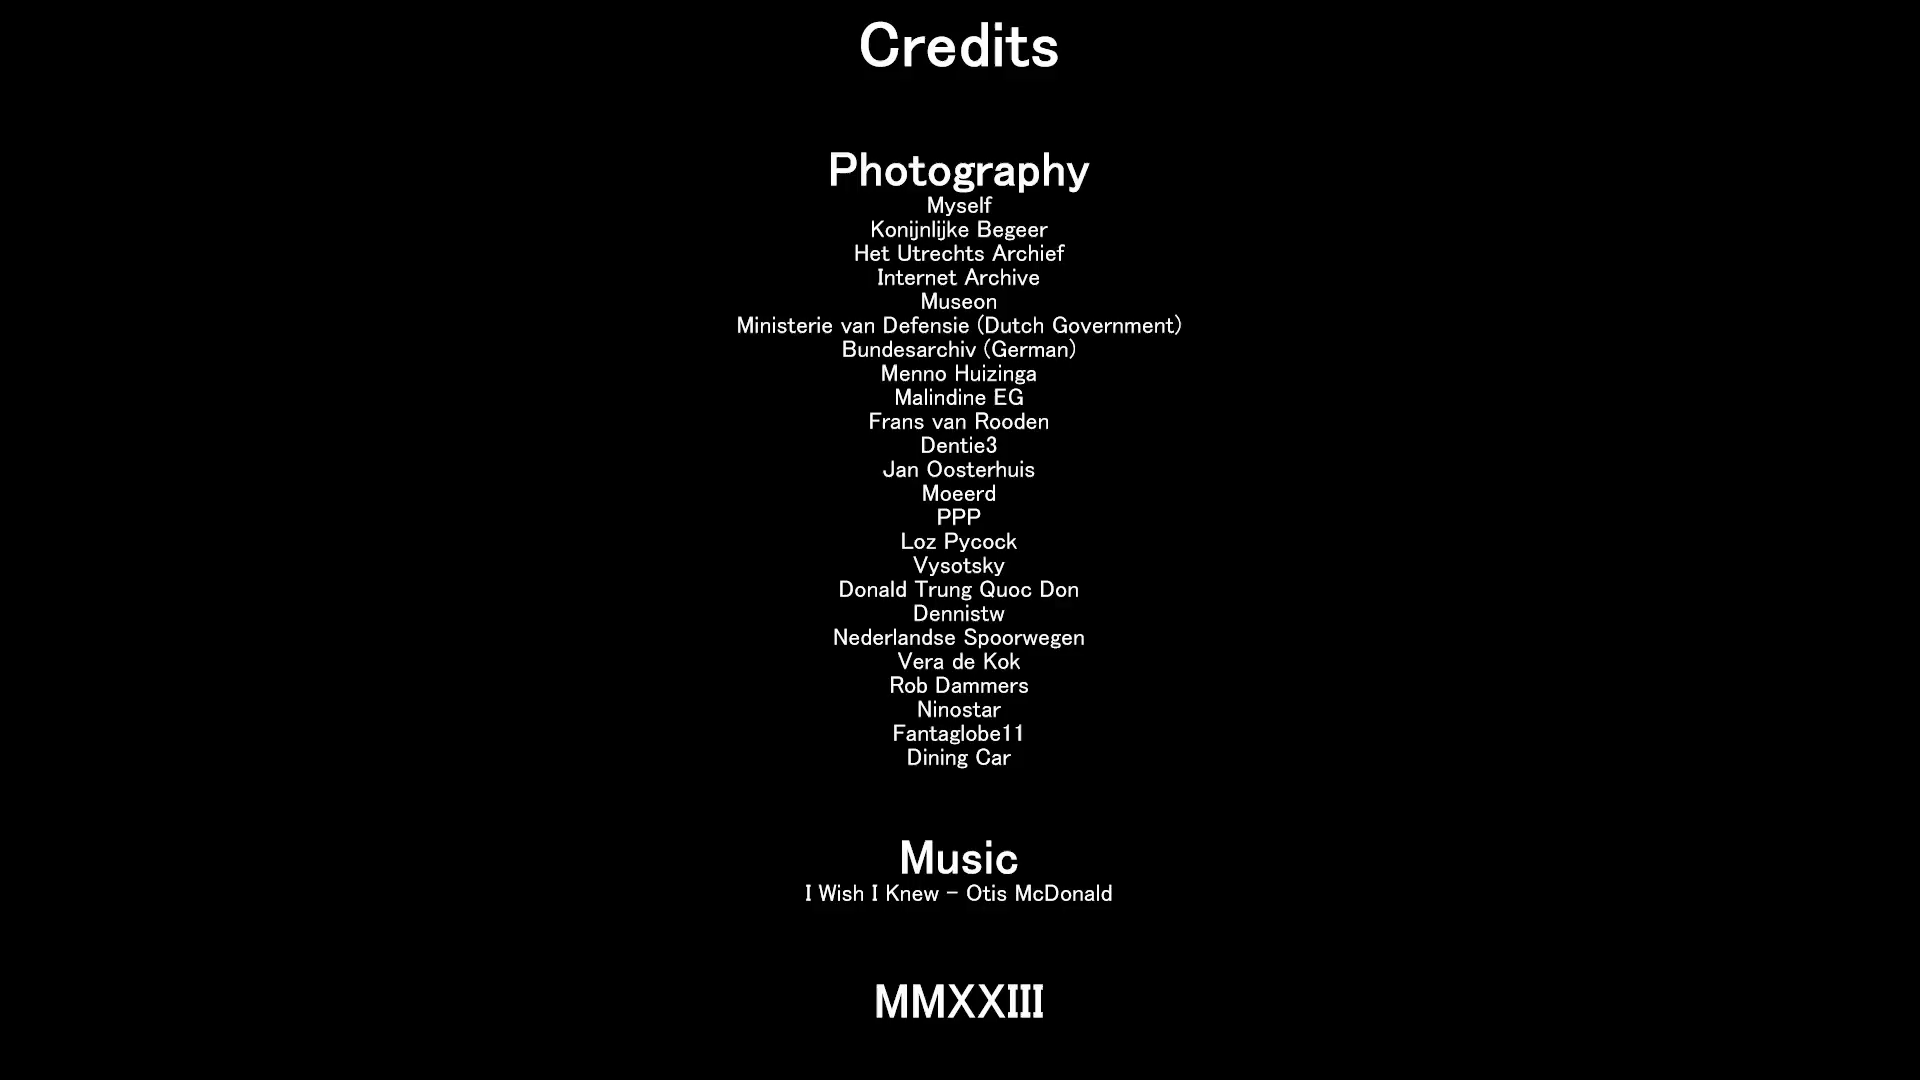 Credits
Photography
Myself
Konijnlijke Begeer
Het Utrechts Archief
Internet Archive
Museon
Ministerie van Defensie (Dutch Government)
Bundesarchiv (German)
Menno Huizinga
Malindine EG
Frans van Rooden
Dentie3
Jan Oosterhuis
Moeerd
PPP
Loz Pycock
Vysotsky
Donald Trung Quoc Don
Dennistw
Nederlandse Spoorwegen
Vera de Kok
Rob Dammers
Ninostar
Fantaglobe11
Dining Car
Music
I Wish I Knew - Otis McDonald
MMXXIII